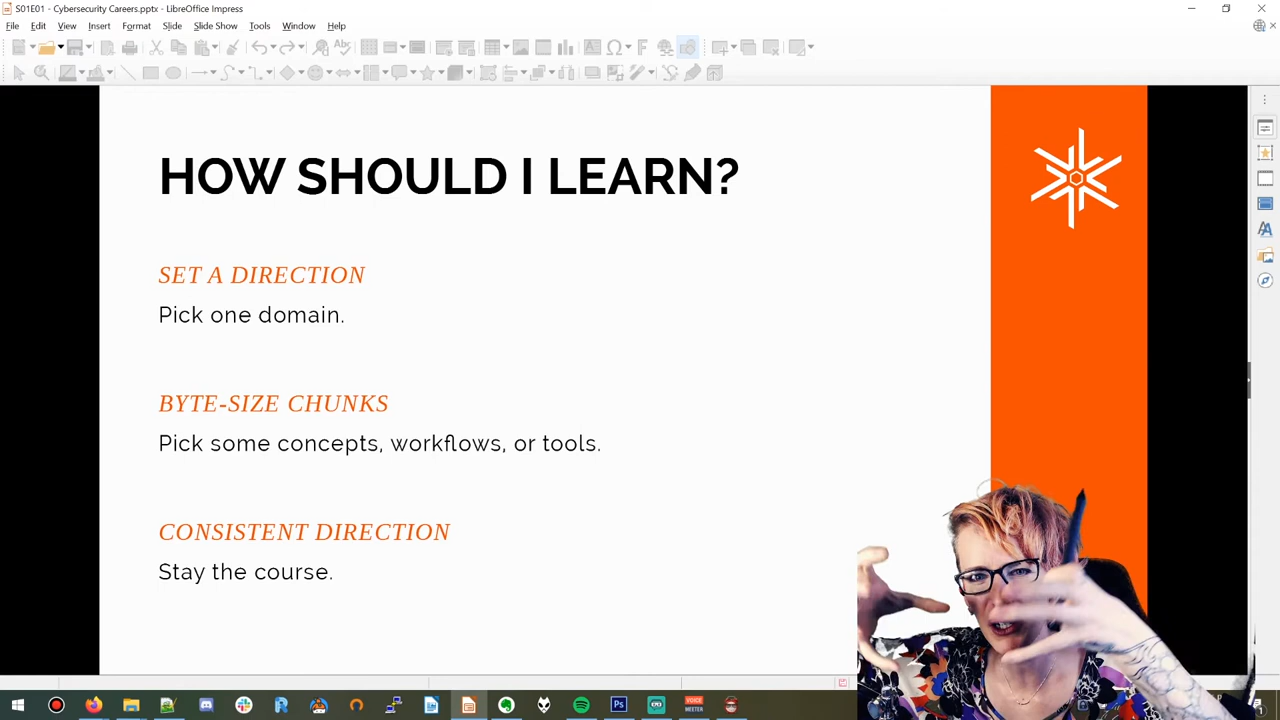 S01E01 - Cybersecurity Careers.pptx - LibreOffice Impress
File Edit View Insert Format Slide Slide Show Tools Window Help
HOW SHOULD I LEARN?
SET A DIRECTION
Pick one domain.
BYTE-SIZE CHUNKS
Pick some concepts, workflows, or tools.
CONSISTENT DIRECTION
Stay the course.
VOICE
MEETER